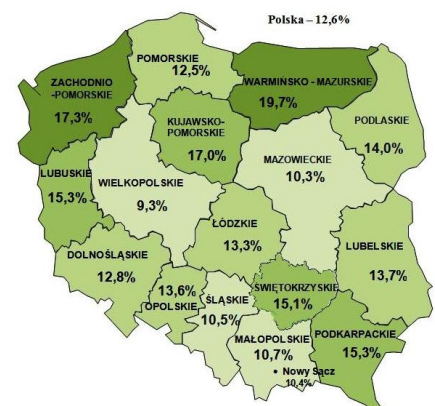 Polska – 12,6%
POMORSKIE
12,5%
ZACHODNIO
-POMORSKIE
17,3%
WARMIŃSKO - MAZURSKIE
19,7%
KUJAWSKO-
POMORSKIE
17,0%
PODLASKIE
14,0%
MAZOWIECKIE
10,3%
LUBUSKIE
15,3%
WIELKOPOLSKIE
9,3%
ŁÓDZKIE
13,3%
LUBELSKIE
13,7%
DOLNOŚLĄSKIE
12,8%
13,6%
OPOLSKIE
ŚLĄSKIE
10,5%
ŚWIĘTOKRZYSKIE
15,1%
MAŁOPOLSKIE
10,7%
PODKARPACKIE
15,3%
• Nowy Sącz
10,4%